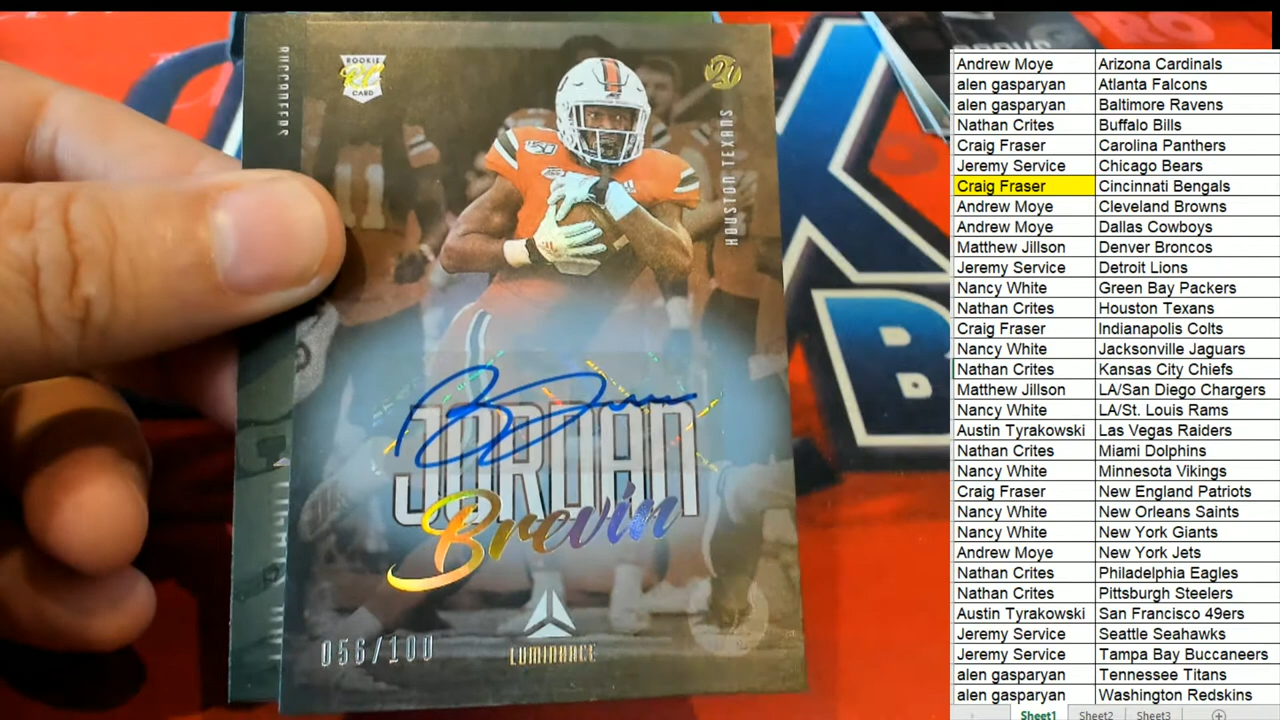 ROOKIE
RC
CARD
21
HOUSTON TEXANS
JORDAN
Brevin
056/100
LUMINANCE
Andrew Moye Arizona Cardinals
alen gasparyan Atlanta Falcons
alen gasparyan Baltimore Ravens
Nathan Crites Buffalo Bills
Craig Fraser Carolina Panthers
Jeremy Service Chicago Bears
Craig Fraser Cincinnati Bengals
Andrew Moye Cleveland Browns
Andrew Moye Dallas Cowboys
Matthew Jillson Denver Broncos
Jeremy Service Detroit Lions
Nancy White Green Bay Packers
Nathan Crites Houston Texans
Craig Fraser Indianapolis Colts
Nancy White Jacksonville Jaguars
Nathan Crites Kansas City Chiefs
Matthew Jillson LA/San Diego Chargers
Nancy White LA/St. Louis Rams
Austin Tyrakowski Las Vegas Raiders
Nathan Crites Miami Dolphins
Nancy White Minnesota Vikings
Craig Fraser New England Patriots
Nancy White New Orleans Saints
Nancy White New York Giants
Andrew Moye New York Jets
Nathan Crites Philadelphia Eagles
Nathan Crites Pittsburgh Steelers
Austin Tyrakowski San Francisco 49ers
Jeremy Service Seattle Seahawks
Jeremy Service Tampa Bay Buccaneers
alen gasparyan Tennessee Titans
alen gasparyan Washington Redskins
Sheet1 Sheet2 Sheet3